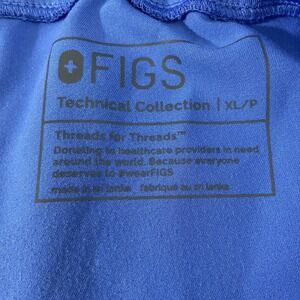 FIGS
Technical Collection | XL/P
Threads for Threads™
Donating to healthcare providers in need
around the world. Because everyone
deserves to #wearFIGS
made in sri lanka fabriqué au sri lanka